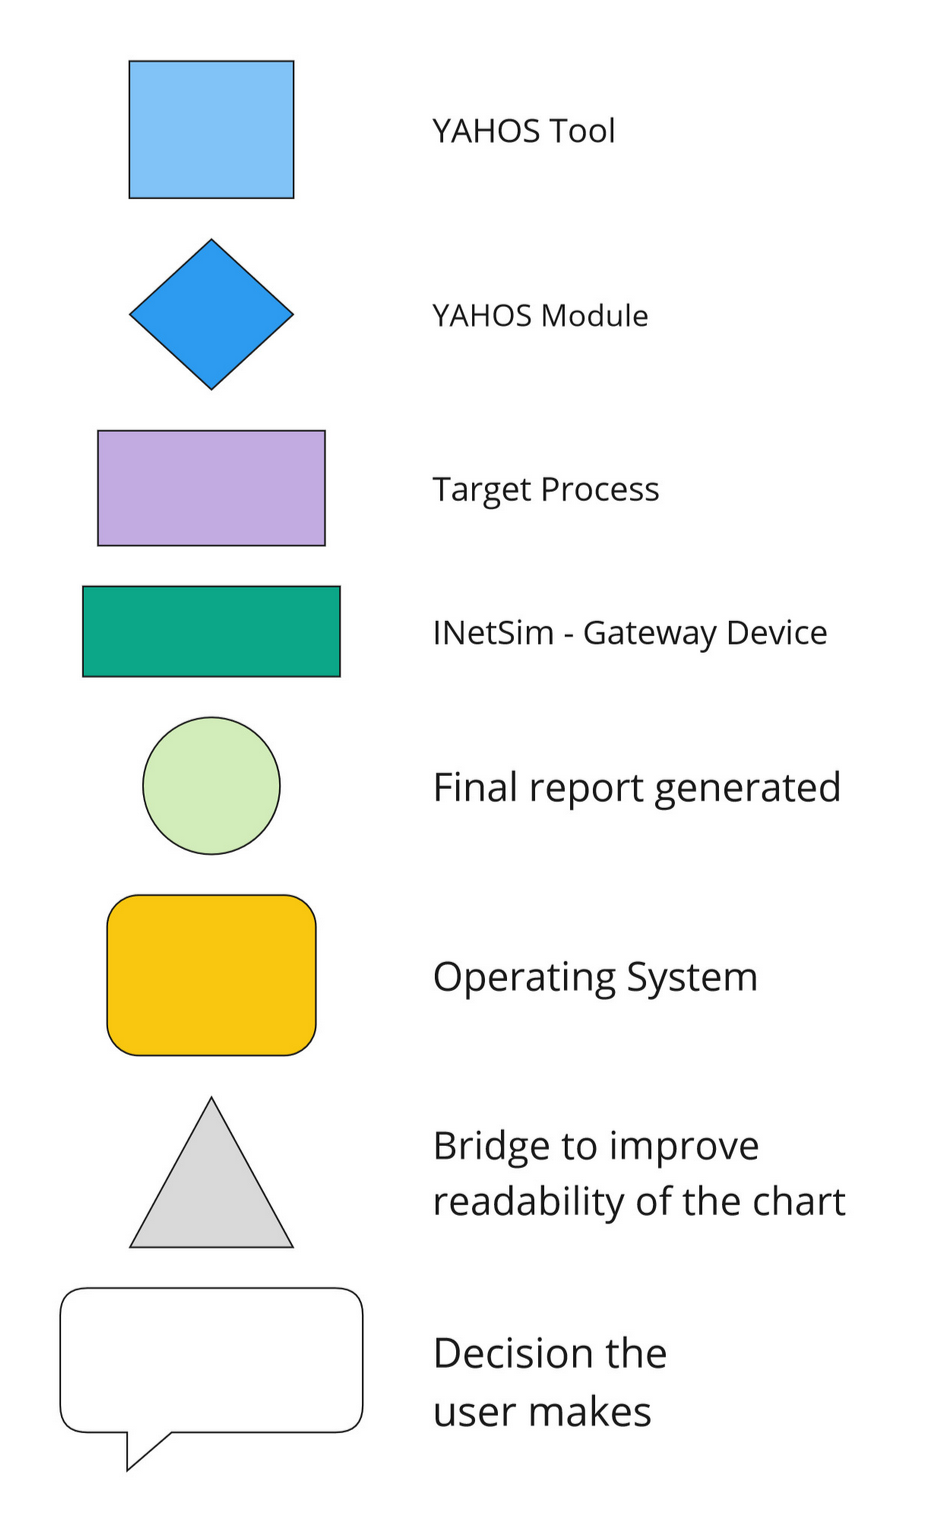 YAHOS Tool
YAHOS Module
Target Process
INetSim - Gateway Device
Final report generated
Operating System
Bridge to improve
readability of the chart
Decision the
user makes